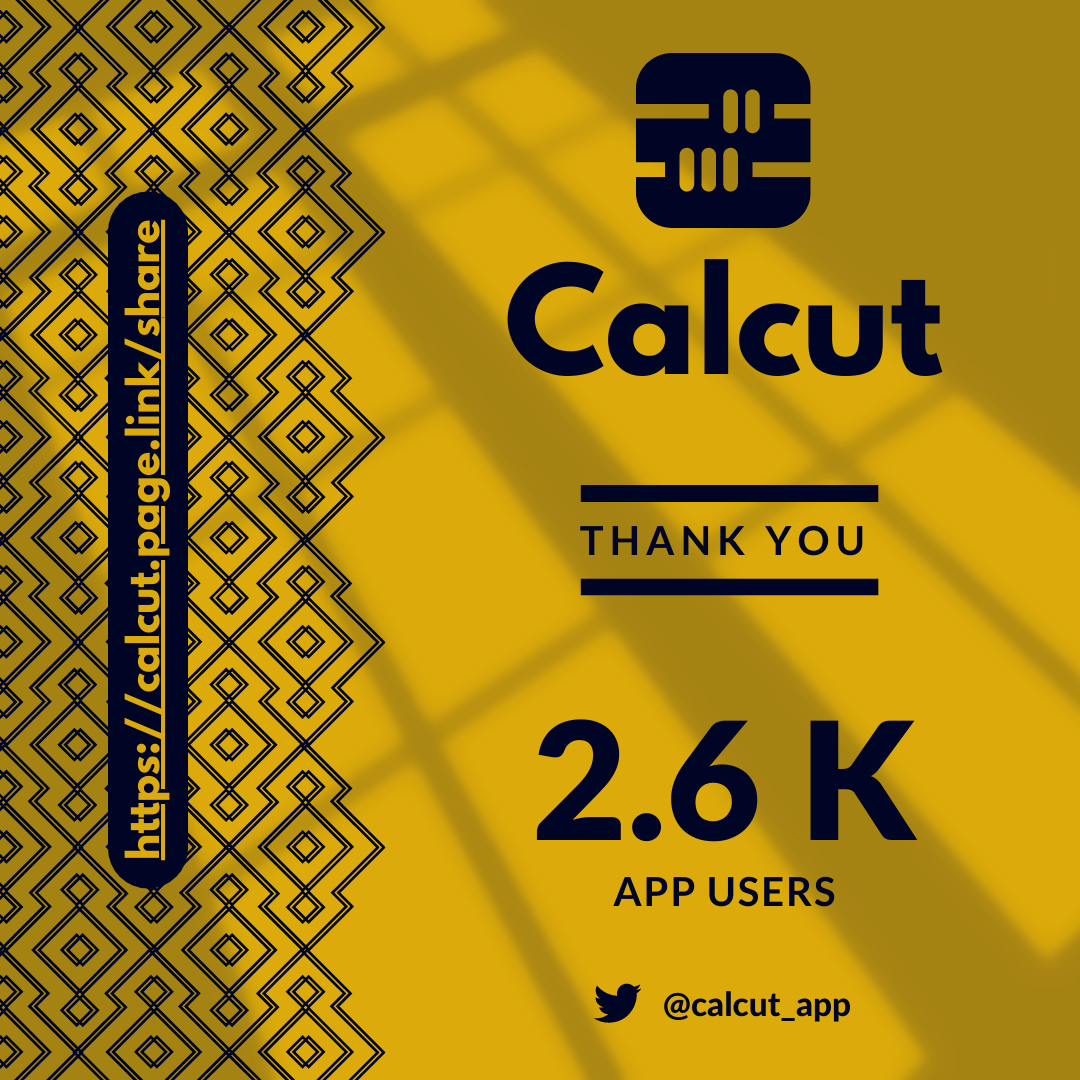 https://calcut.page.link/share
Calcut
THANK YOU
2.6 K
APP USERS
@calcut_app